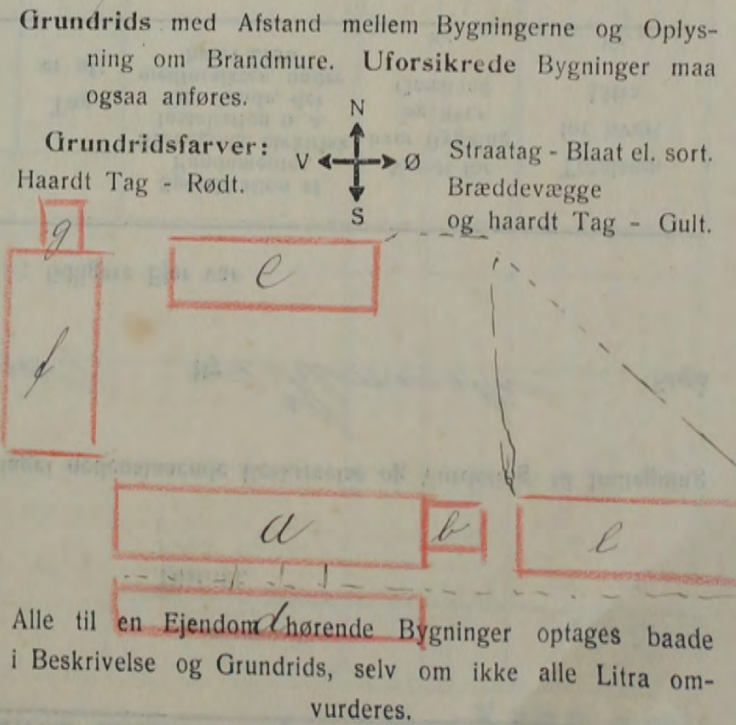 Grundrids med Afstand mellem Bygningerne og Oplys-
ning om Brandmure. Uforsikrede Bygninger maa
ogsaa anføres.
N
Grundridsfarver:
V Ø
Straatag - Blaat el. sort.
Haardt Tag - Rødt.
Bræddevægge
S
og haardt Tag - Gult.
g
e
f
a b l
Alle til en Ejendom d hørende Bygninger optages baade
i Beskrivelse og Grundrids, selv om ikke alle Litra om-
vurderes.